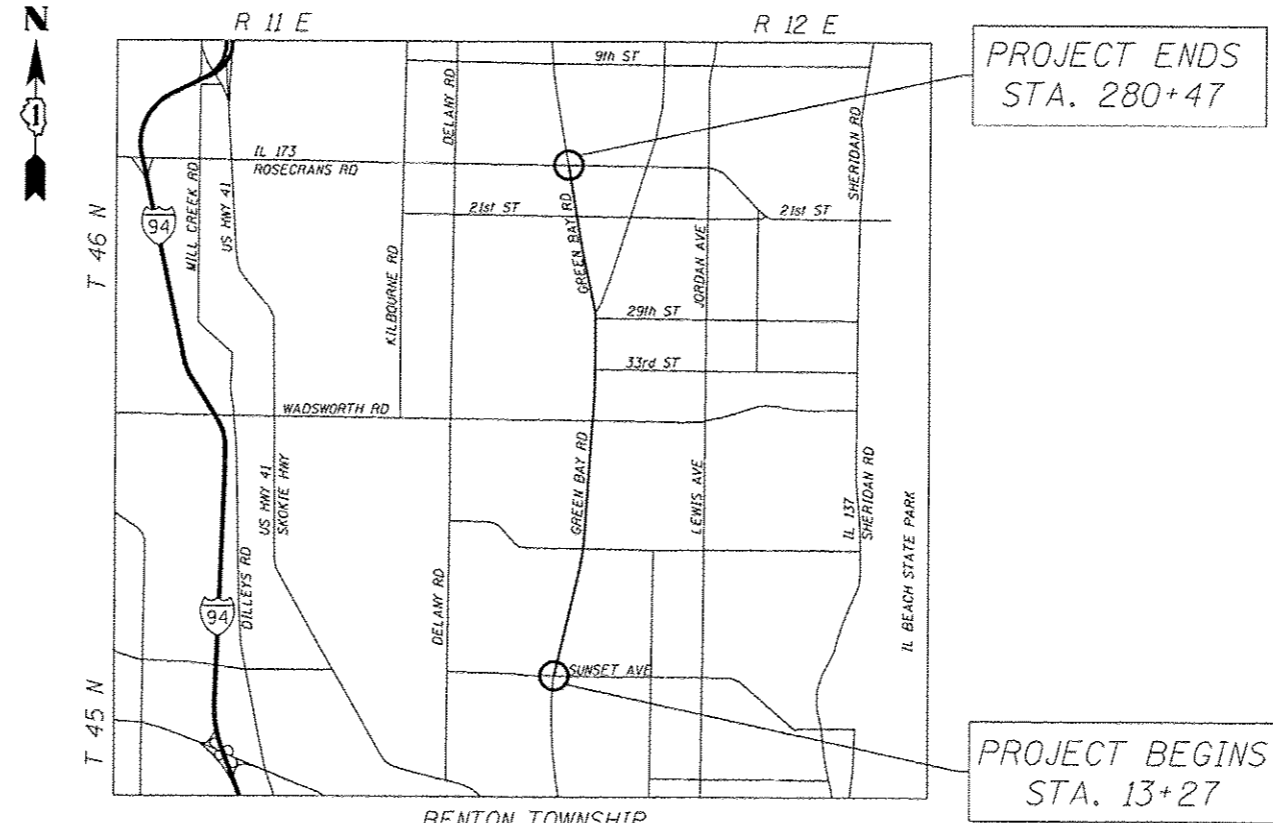 N
R 11 E
R 12 E
PROJECT ENDS
STA. 280+47
9th ST
DELANY RD
SHERIDAN RD
IL 173
ROSECRANS RD
MILL CREEK RD
US HWY 41
94
T 46 N
21st ST
21st ST
GREEN BAY RD
JORDAN AVE
KILBOURNE RD
29th ST
33rd ST
WADSWORTH RD
US HWY 41
SKOKIE HWY
GREEN BAY RD
LEWIS AVE
IL 137
SHERIDAN RD
IL BEACH STATE PARK
94
DILLEYS RD
DELANY RD
SUNSET AVE
T 45 N
PROJECT BEGINS
STA. 13+27
BENTON TOWNSHIP